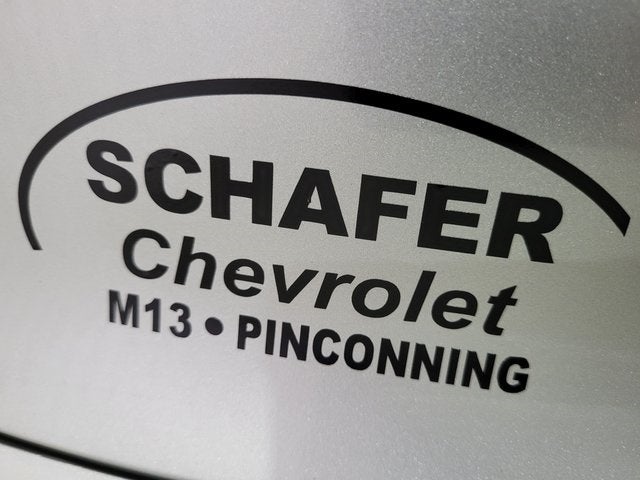 SCHAFER
Chevrolet
M13 • PINCONNING